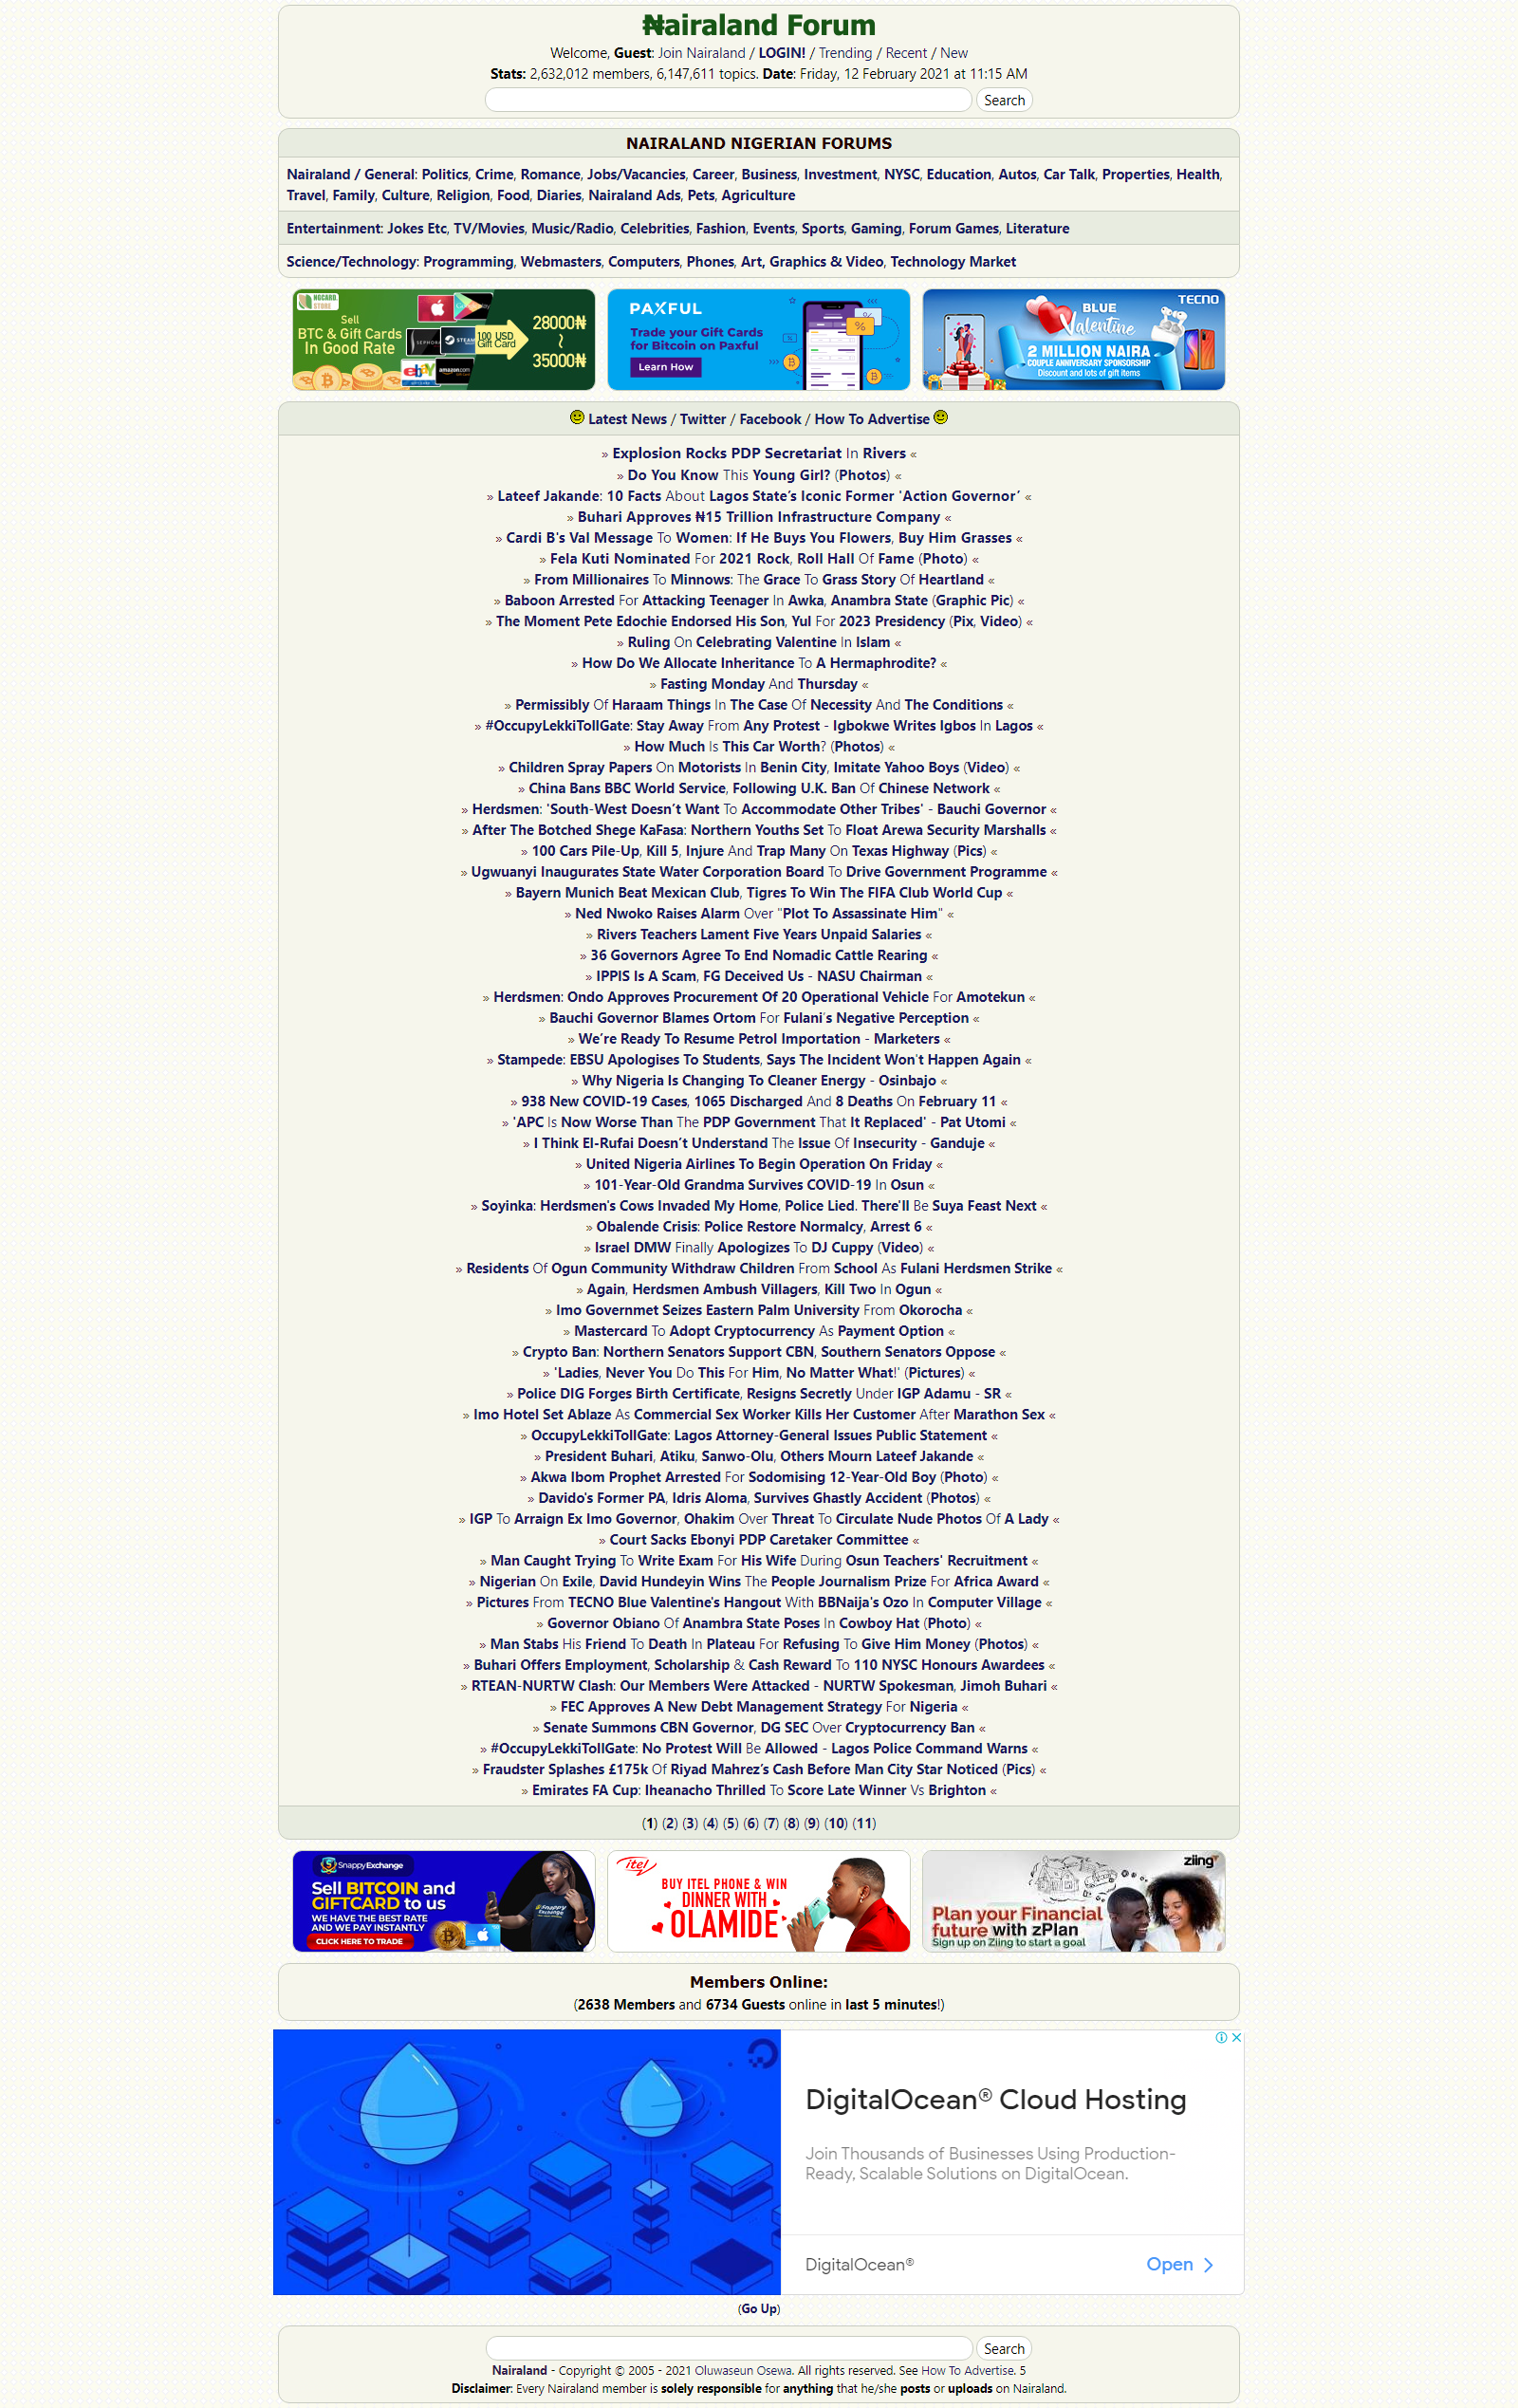 ₦airaland Forum
Welcome, Guest: Join Nairaland / LOGIN! / Trending / Recent / New
Stats: 2,632,012 members, 6,147,611 topics. Date: Friday, 12 February 2021 at 11:15 AM
Search
NAIRALAND NIGERIAN FORUMS
Nairaland / General: Politics, Crime, Romance, Jobs/Vacancies, Career, Business, Investment, NYSC, Education, Autos, Car Talk, Properties, Health,
Travel, Family, Culture, Religion, Food, Diaries, Nairaland Ads, Pets, Agriculture
Entertainment: Jokes Etc, TV/Movies, Music/Radio, Celebrities, Fashion, Events, Sports, Gaming, Forum Games, Literature
Science/Technology: Programming, Webmasters, Computers, Phones, Art, Graphics & Video, Technology Market
NGCARD.STORE
Sell
BTC & Gift Cards
In Good Rate
SEPHORA
STEAM
ebay
amazon.com
100 USD
Gift Card
28000₦
~
35000₦
PAXFUL
Trade your Gift Cards
for Bitcoin on Paxful
Learn How
TECNO
BLUE
Valentine
2 MILLION NAIRA
COUPLE ANNIVERSARY SPONSORSHIP
Discount and lots of gift items
Latest News / Twitter / Facebook / How To Advertise
» Explosion Rocks PDP Secretariat In Rivers «
» Do You Know This Young Girl? (Photos) «
» Lateef Jakande: 10 Facts About Lagos State’s Iconic Former 'Action Governor’ «
» Buhari Approves ₦15 Trillion Infrastructure Company «
» Cardi B's Val Message To Women: If He Buys You Flowers, Buy Him Grasses «
» Fela Kuti Nominated For 2021 Rock, Roll Hall Of Fame (Photo) «
» From Millionaires To Minnows: The Grace To Grass Story Of Heartland «
» Baboon Arrested For Attacking Teenager In Awka, Anambra State (Graphic Pic) «
» The Moment Pete Edochie Endorsed His Son, Yul For 2023 Presidency (Pix, Video) «
» Ruling On Celebrating Valentine In Islam «
» How Do We Allocate Inheritance To A Hermaphrodite? «
» Fasting Monday And Thursday «
» Permissibly Of Haraam Things In The Case Of Necessity And The Conditions «
» #OccupyLekkiTollGate: Stay Away From Any Protest - Igbokwe Writes Igbos In Lagos «
» How Much Is This Car Worth? (Photos) «
» Children Spray Papers On Motorists In Benin City, Imitate Yahoo Boys (Video) «
» China Bans BBC World Service, Following U.K. Ban Of Chinese Network «
» Herdsmen: 'South-West Doesn’t Want To Accommodate Other Tribes' - Bauchi Governor «
» After The Botched Shege KaFasa: Northern Youths Set To Float Arewa Security Marshalls «
» 100 Cars Pile-Up, Kill 5, Injure And Trap Many On Texas Highway (Pics) «
» Ugwuanyi Inaugurates State Water Corporation Board To Drive Government Programme «
» Bayern Munich Beat Mexican Club, Tigres To Win The FIFA Club World Cup «
» Ned Nwoko Raises Alarm Over "Plot To Assassinate Him" «
» Rivers Teachers Lament Five Years Unpaid Salaries «
» 36 Governors Agree To End Nomadic Cattle Rearing «
» IPPIS Is A Scam, FG Deceived Us - NASU Chairman «
» Herdsmen: Ondo Approves Procurement Of 20 Operational Vehicle For Amotekun «
» Bauchi Governor Blames Ortom For Fulani's Negative Perception «
» We’re Ready To Resume Petrol Importation - Marketers «
» Stampede: EBSU Apologises To Students, Says The Incident Won't Happen Again «
» Why Nigeria Is Changing To Cleaner Energy - Osinbajo «
» 938 New COVID-19 Cases, 1065 Discharged And 8 Deaths On February 11 «
» 'APC Is Now Worse Than The PDP Government That It Replaced' - Pat Utomi «
» I Think El-Rufai Doesn’t Understand The Issue Of Insecurity - Ganduje «
» United Nigeria Airlines To Begin Operation On Friday «
» 101-Year-Old Grandma Survives COVID-19 In Osun «
» Soyinka: Herdsmen's Cows Invaded My Home, Police Lied. There'll Be Suya Feast Next «
» Obalende Crisis: Police Restore Normalcy, Arrest 6 «
» Israel DMW Finally Apologizes To DJ Cuppy (Video) «
» Residents Of Ogun Community Withdraw Children From School As Fulani Herdsmen Strike «
» Again, Herdsmen Ambush Villagers, Kill Two In Ogun «
» Imo Governmet Seizes Eastern Palm University From Okorocha «
» Mastercard To Adopt Cryptocurrency As Payment Option «
» Crypto Ban: Northern Senators Support CBN, Southern Senators Oppose «
» 'Ladies, Never You Do This For Him, No Matter What!' (Pictures) «
» Police DIG Forges Birth Certificate, Resigns Secretly Under IGP Adamu - SR «
» Imo Hotel Set Ablaze As Commercial Sex Worker Kills Her Customer After Marathon Sex «
» OccupyLekkiTollGate: Lagos Attorney-General Issues Public Statement «
» President Buhari, Atiku, Sanwo-Olu, Others Mourn Lateef Jakande «
» Akwa Ibom Prophet Arrested For Sodomising 12-Year-Old Boy (Photo) «
» Davido's Former PA, Idris Aloma, Survives Ghastly Accident (Photos) «
» IGP To Arraign Ex Imo Governor, Ohakim Over Threat To Circulate Nude Photos Of A Lady «
» Court Sacks Ebonyi PDP Caretaker Committee «
» Man Caught Trying To Write Exam For His Wife During Osun Teachers' Recruitment «
» Nigerian On Exile, David Hundeyin Wins The People Journalism Prize For Africa Award «
» Pictures From TECNO Blue Valentine's Hangout With BBNaija's Ozo In Computer Village «
» Governor Obiano Of Anambra State Poses In Cowboy Hat (Photo) «
» Man Stabs His Friend To Death In Plateau For Refusing To Give Him Money (Photos) «
» Buhari Offers Employment, Scholarship & Cash Reward To 110 NYSC Honours Awardees «
» RTEAN-NURTW Clash: Our Members Were Attacked - NURTW Spokesman, Jimoh Buhari «
» FEC Approves A New Debt Management Strategy For Nigeria «
» Senate Summons CBN Governor, DG SEC Over Cryptocurrency Ban «
» #OccupyLekkiTollGate: No Protest Will Be Allowed - Lagos Police Command Warns «
» Fraudster Splashes £175k Of Riyad Mahrez’s Cash Before Man City Star Noticed (Pics) «
» Emirates FA Cup: Iheanacho Thrilled To Score Late Winner Vs Brighton «
(1) (2) (3) (4) (5) (6) (7) (8) (9) (10) (11)
SnappyExchange
Sell BITCOIN and
GIFTCARD to us
WE HAVE THE BEST RATE
AND WE PAY INSTANTLY
CLICK HERE TO TRADE
Snappy
Exchange
itel
BUY ITEL PHONE & WIN
DINNER WITH
OLAMIDE
ziing
Plan your Financial
future with zPlan
Sign up on Ziing to start a goal
Members Online:
(2638 Members and 6734 Guests online in last 5 minutes!)
DigitalOcean® Cloud Hosting
Join Thousands of Businesses Using Production-
Ready, Scalable Solutions on DigitalOcean.
DigitalOcean®
Open
(Go Up)
Search
Nairaland - Copyright © 2005 - 2021 Oluwaseun Osewa. All rights reserved. See How To Advertise. 5
Disclaimer: Every Nairaland member is solely responsible for anything that he/she posts or uploads on Nairaland.